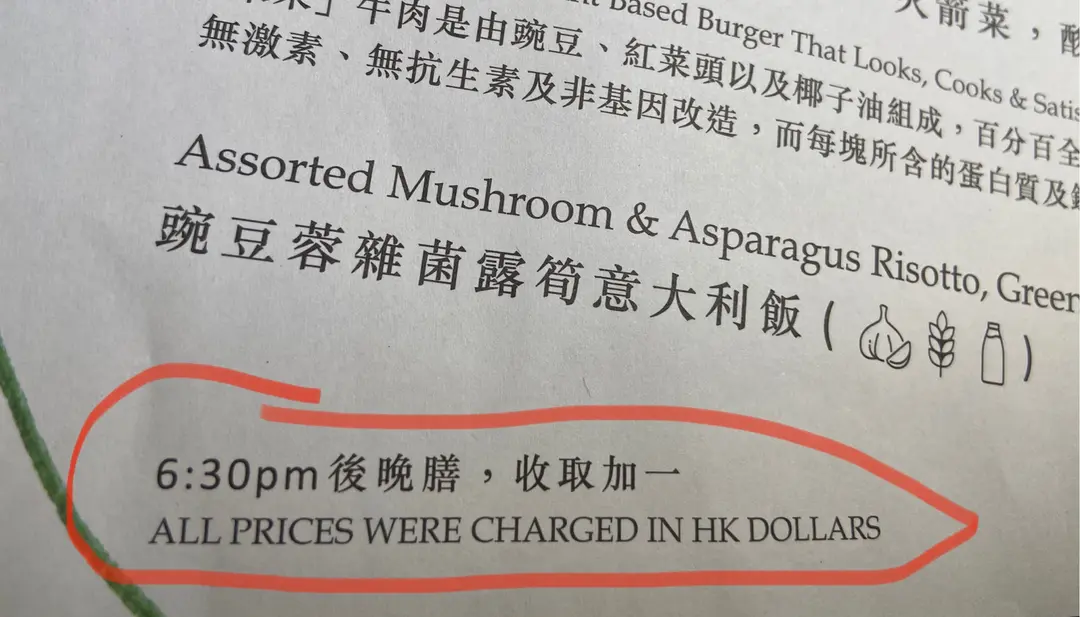 牛肉是由豌豆、紅菜頭以及椰子油組成，百分百全
Based Burger That Looks, Cooks &
火箭菜，
無激素、無抗生素及非基因改造，而每塊所含的蛋白質及
Assorted Mushroom & Asparagus Risotto, Green
豌豆蓉雜菌露筍意大利飯 ( )
6:30pm後晚膳，收取加一
ALL PRICES WERE CHARGED IN HK DOLLARS